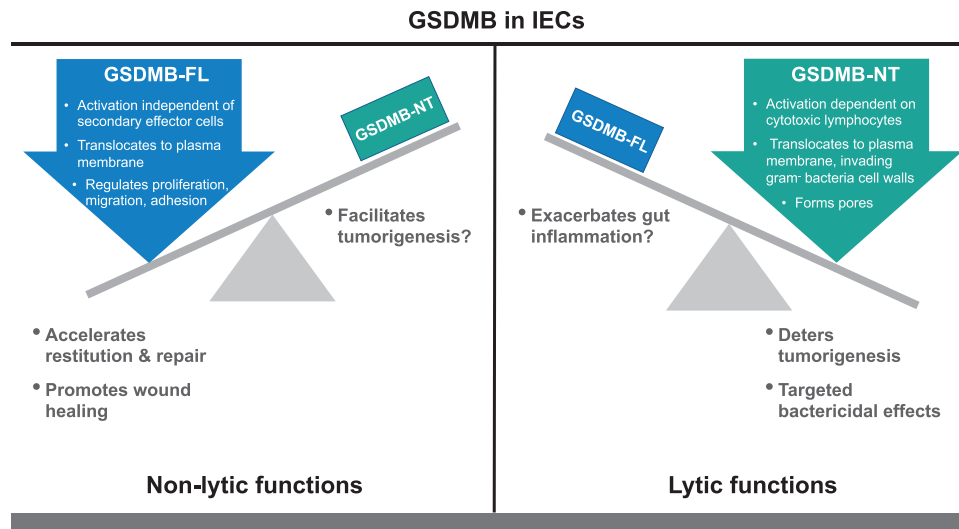 GSDMB in IECs
GSDMB-FL
• Activation independent of
secondary effector cells
• Translocates to plasma
membrane
• Regulates proliferation,
migration, adhesion
GSDMB-NT
• Facilitates
tumorigenesis?
• Accelerates
restitution & repair
• Promotes wound
healing
Non-lytic functions
GSDMB-FL
GSDMB-NT
• Activation dependent on
cytotoxic lymphocytes
• Translocates to plasma
membrane, invading
gram- bacteria cell walls
• Forms pores
• Exacerbates gut
inflammation?
• Deters
tumorigenesis
• Targeted
bactericidal effects
Lytic functions